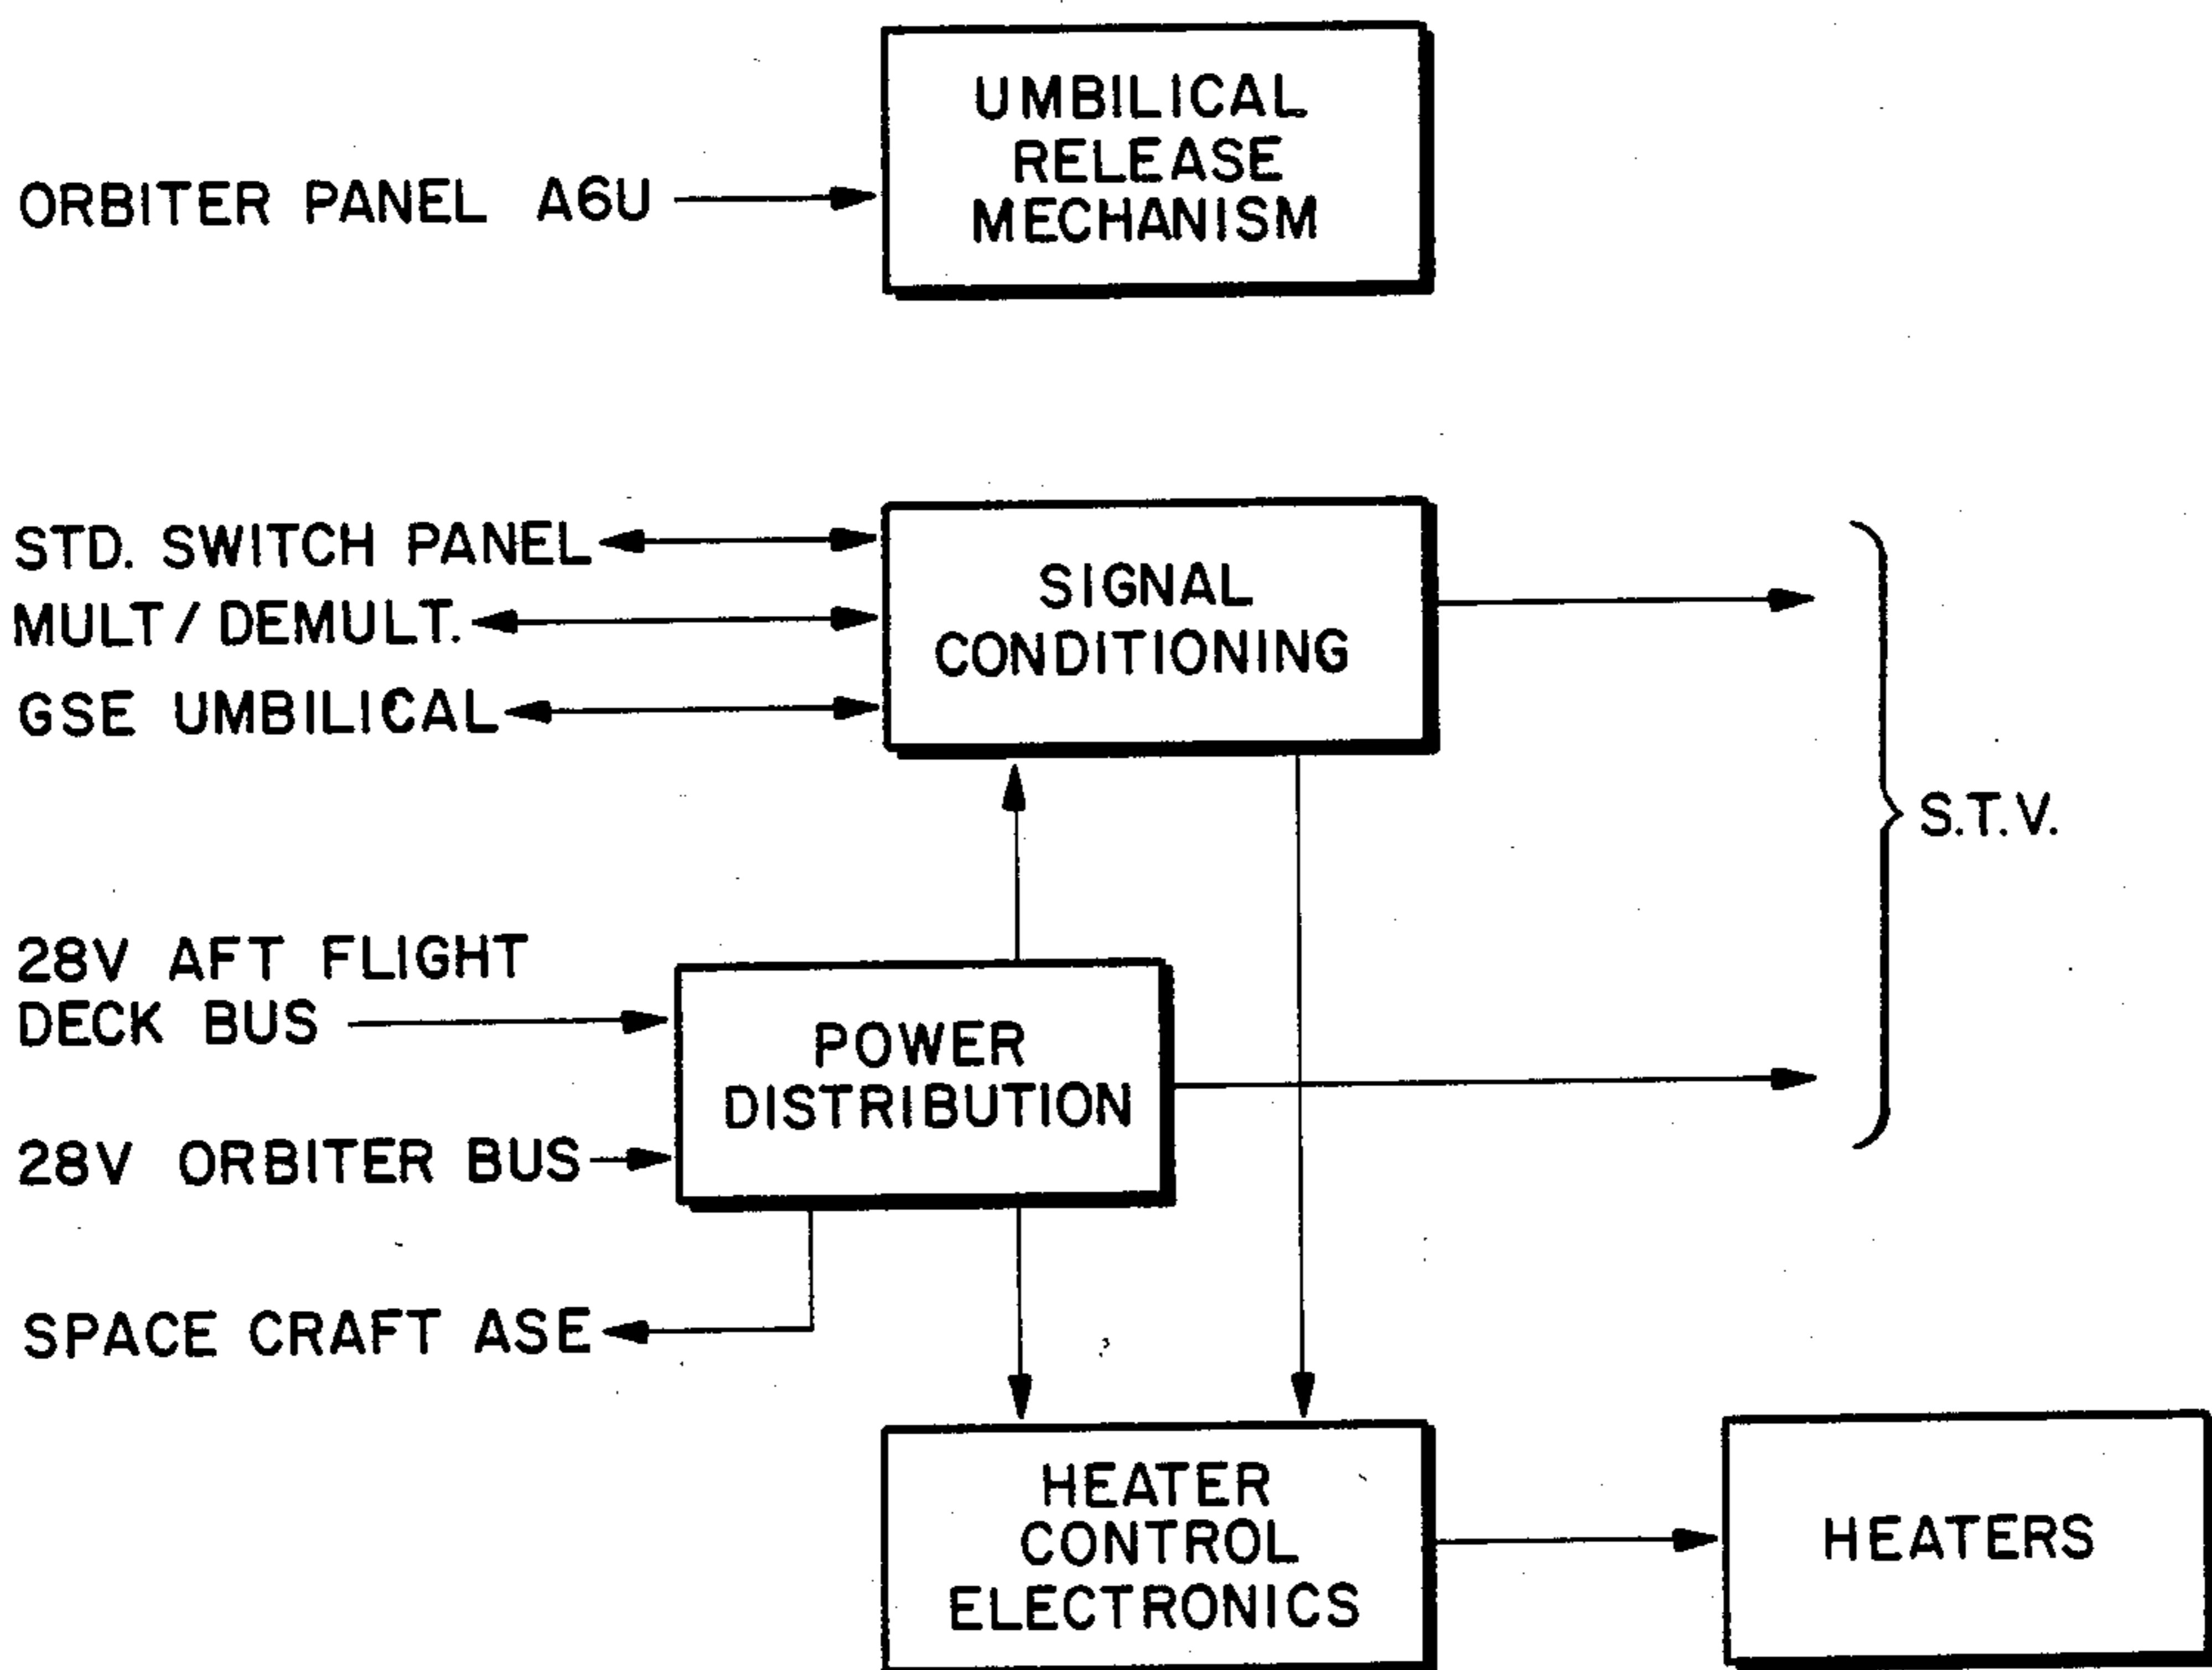 UMBILICAL
RELEASE
MECHANISM
ORBITER PANEL A6U
STD. SWITCH PANEL
MULT/DEMULT.
GSE UMBILICAL
SIGNAL
CONDITIONING
S.T.V.
28V AFT FLIGHT
DECK BUS
28V ORBITER BUS
POWER
DISTRIBUTION
SPACE CRAFT ASE
HEATER
CONTROL
ELECTRONICS
HEATERS